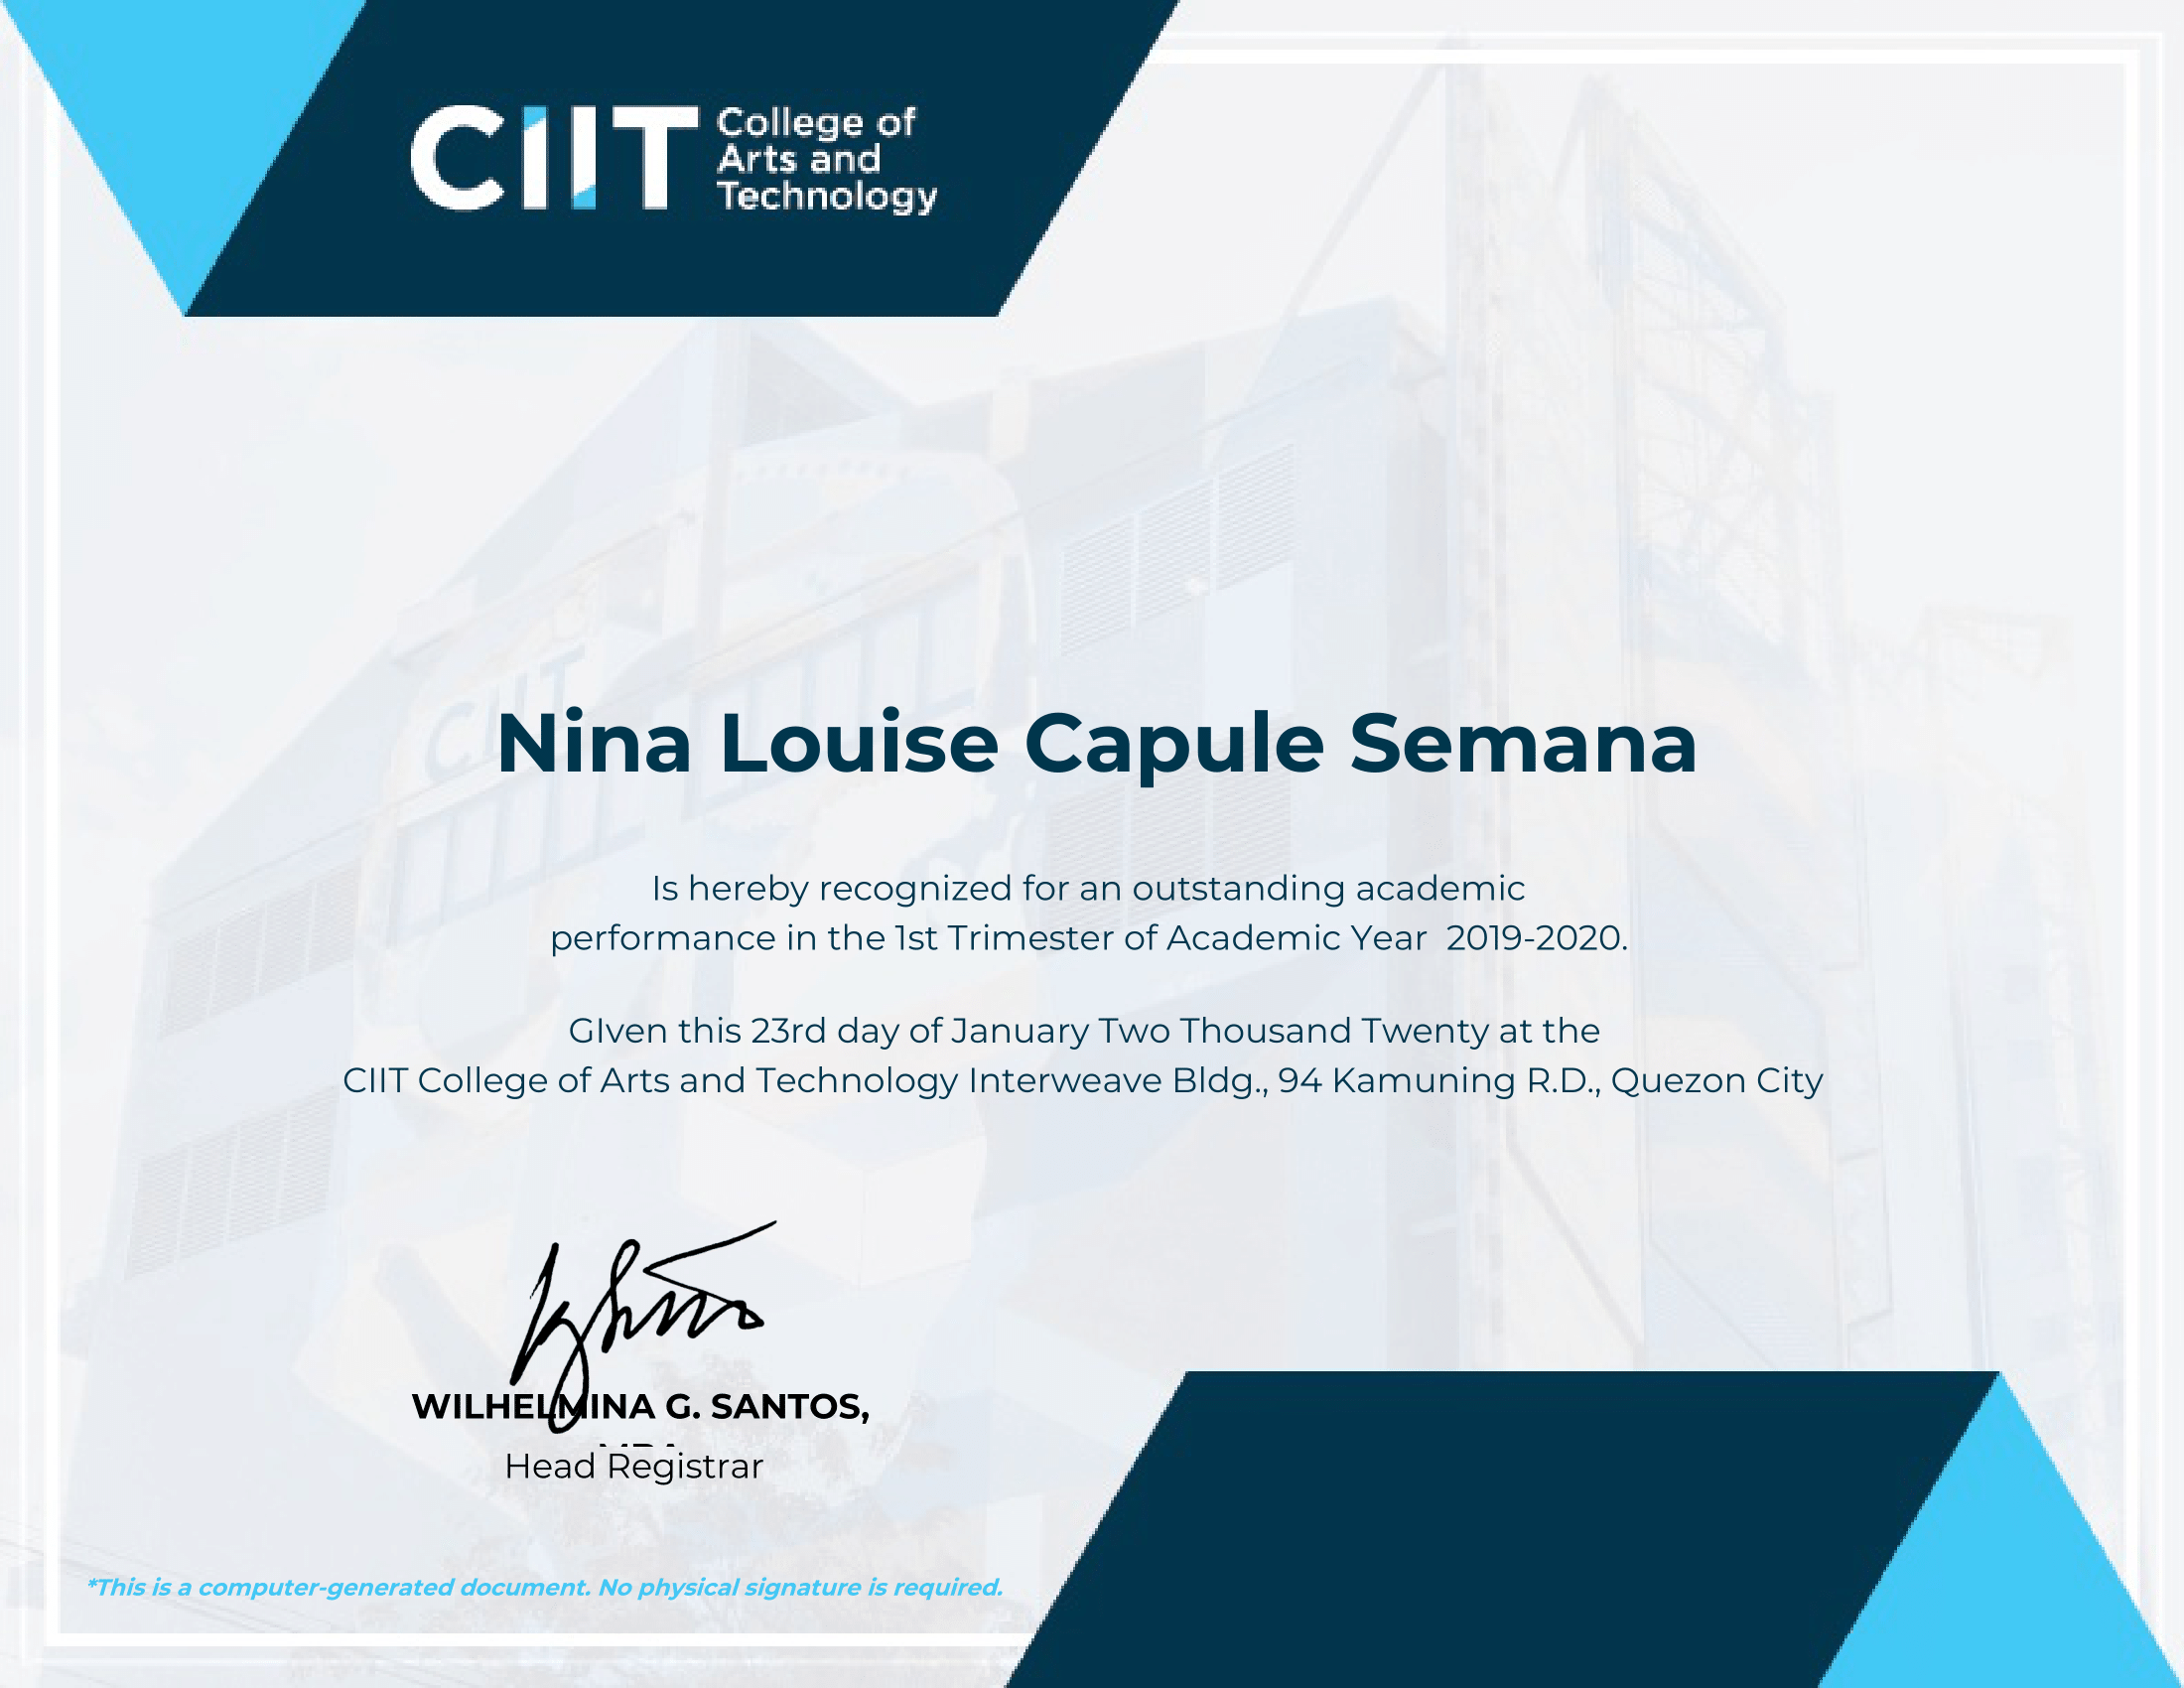 CIIT College of
Arts and
Technology
CIIT
Nina Louise Capule Semana
Is hereby recognized for an outstanding academic
performance in the 1st Trimester of Academic Year 2019-2020.
GIven this 23rd day of January Two Thousand Twenty at the
CIIT College of Arts and Technology Interweave Bldg., 94 Kamuning R.D., Quezon City
WILHELMINA G. SANTOS,
Head Registrar
*This is a computer-generated document. No physical signature is required.